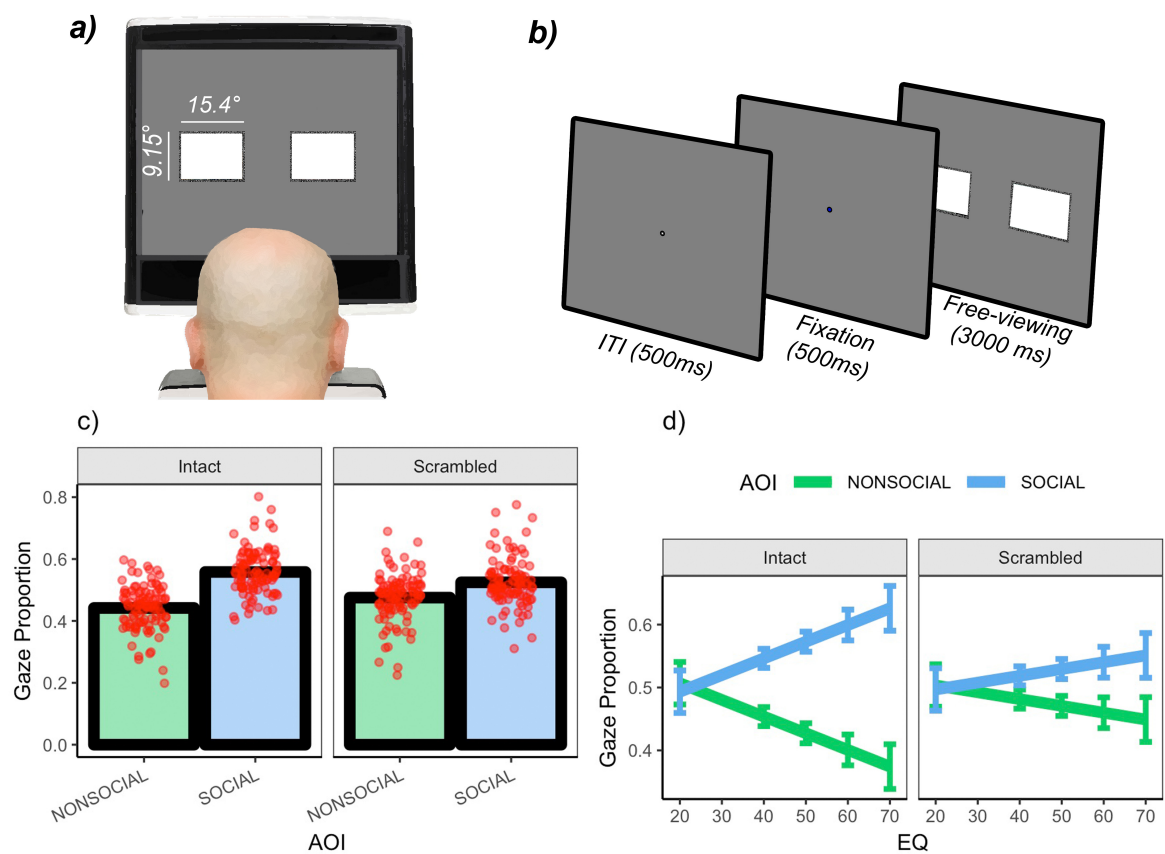 a)
15.4°
9.15°
b)
ITI (500ms)
Fixation
(500ms)
Free-viewing
(3000 ms)
c)
Intact
Scrambled
Gaze Proportion
0.8
0.6
0.4
0.2
0.0
NONSOCIAL
SOCIAL
NONSOCIAL
SOCIAL
AOI
d)
AOI NONSOCIAL SOCIAL
Intact
Scrambled
Gaze Proportion
0.6
0.5
0.4
20 30 40 50 60 70
20 30 40 50 60 70
EQ